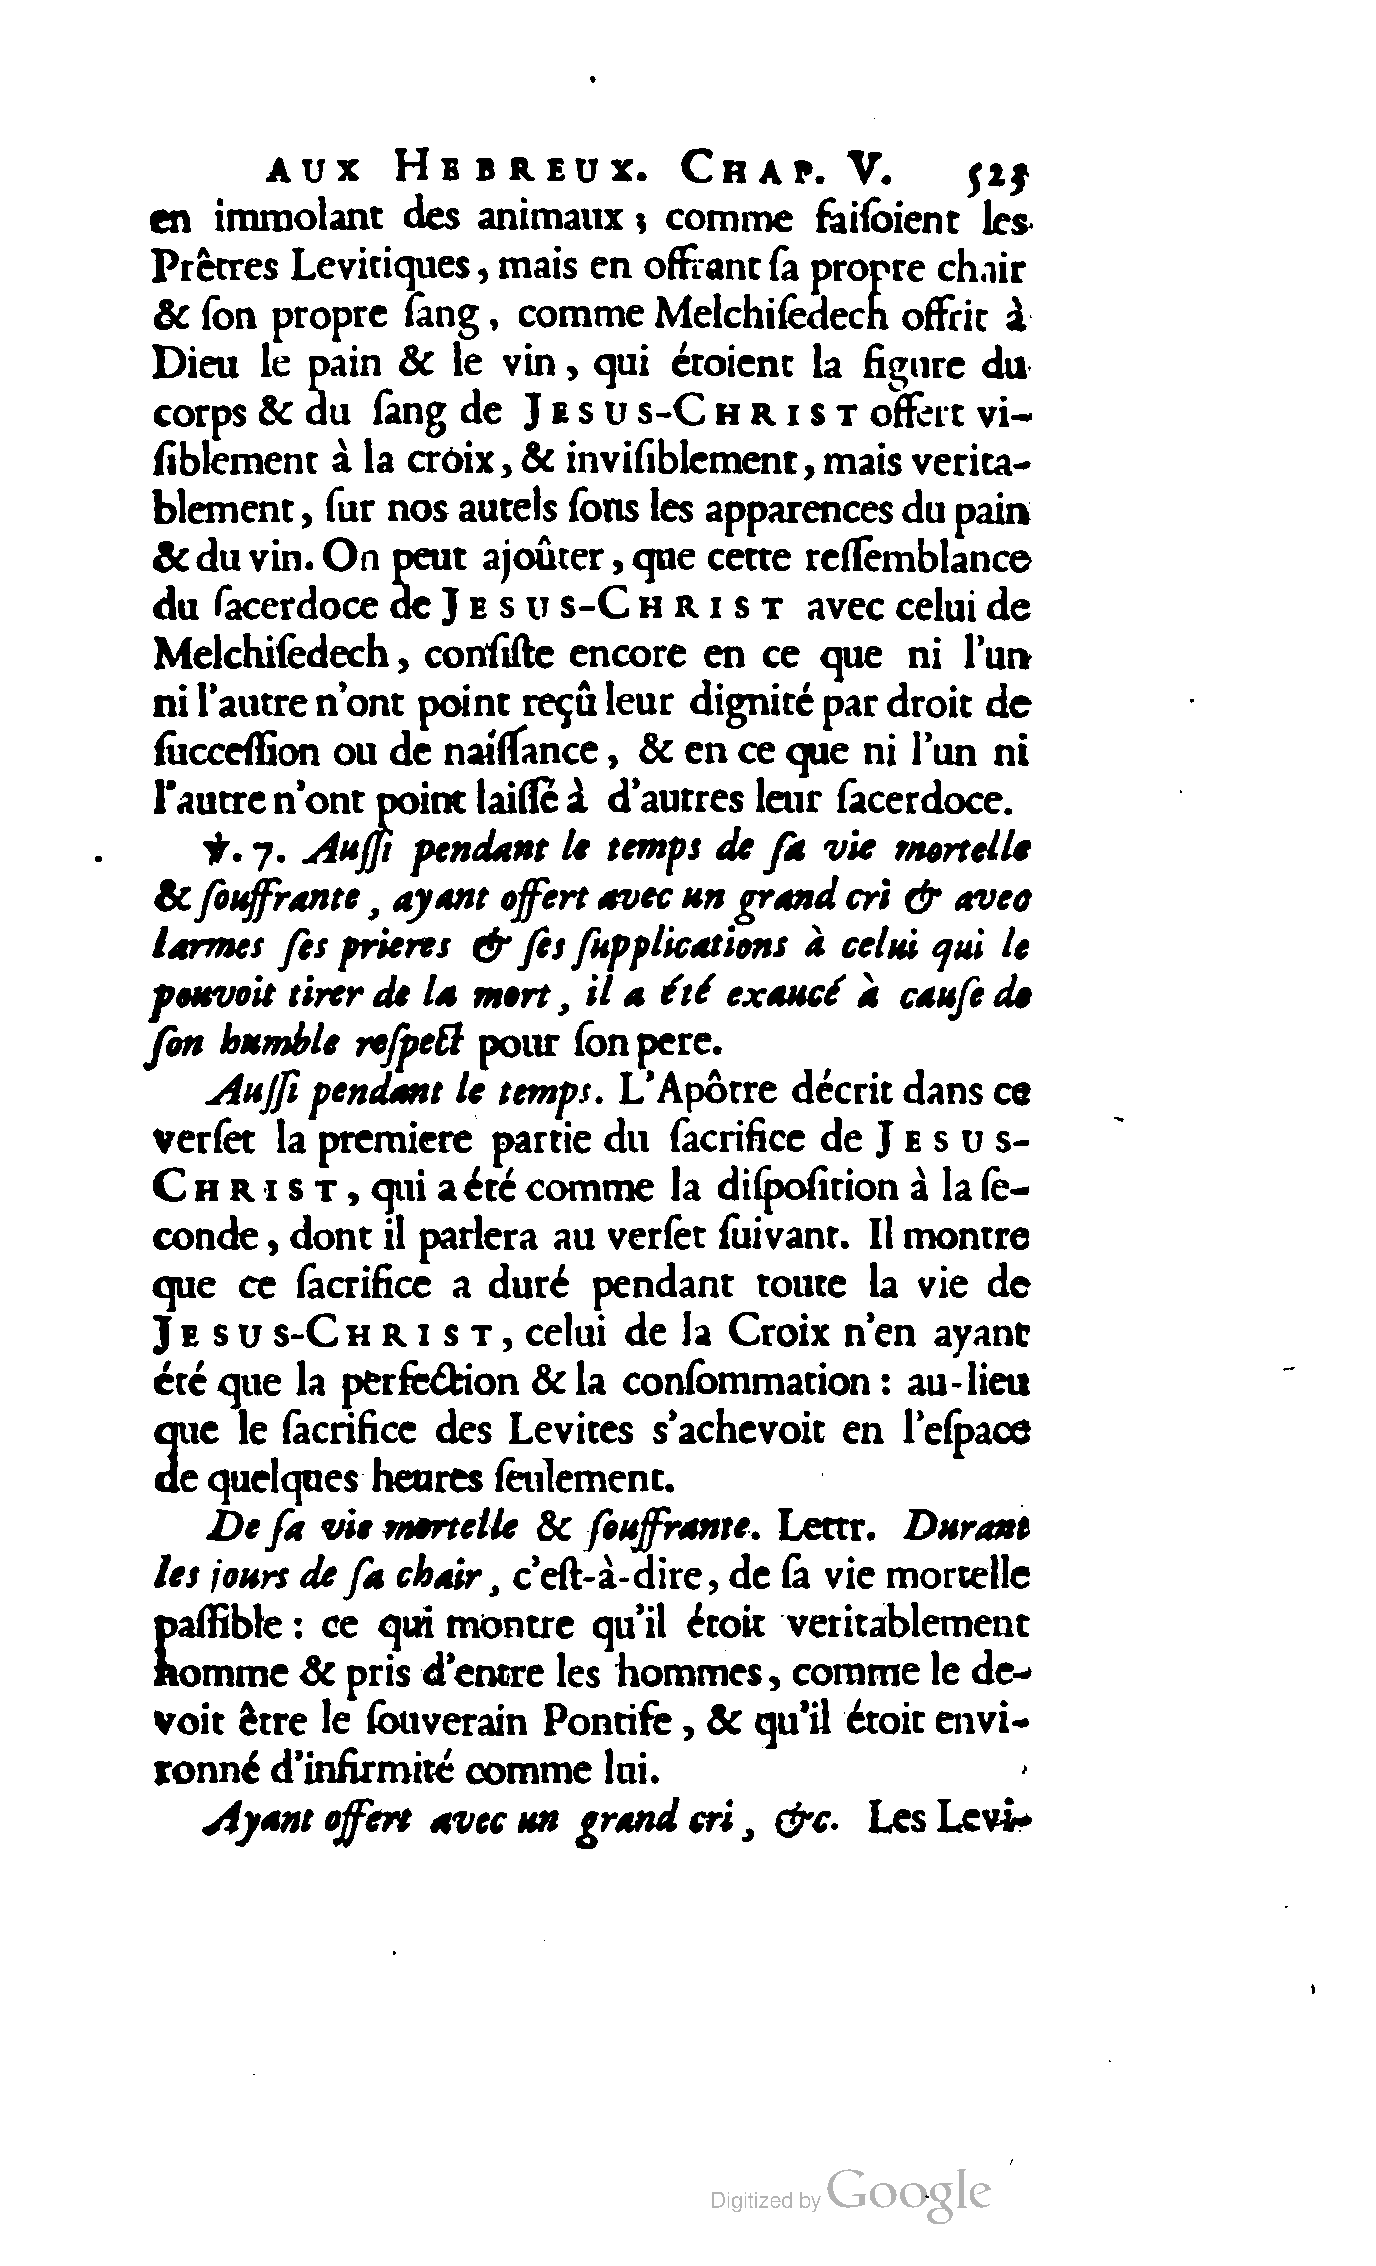 AUX HEBREUX. CHAP. V. 525
en immolant des animaux ; comme faiſoient les
Prêtres Levitiques, mais en offrant ſa propre chair
& ſon propre ſang, comme Melchiſedech offrit à
Dieu le pain & le vin, qui étoient la figure du
corps & du ſang de JESUS-CHRIST offert vi-
ſiblement à la croix, & inviſiblement, mais verita-
blement, ſur nos autels ſous les apparences du pain
& du vin. On peut ajoûter, que cette reſſemblance
du ſacerdoce de JESUS-CHRIST avec celui de
Melchiſedech, conſiſte encore en ce que ni l'un
ni l'autre n'ont point reçû leur dignité par droit de
ſucceſſion ou de naiſſance, & en ce que ni l'un ni
l'autre n'ont point laiſſé à d'autres leur ſacerdoce.
℣. 7. Auſſi pendant le temps de ſa vie mortelle
& ſouffrante, ayant offert avec un grand cri & avec
larmes ſes prieres & ſes ſupplications à celui qui le
pouvoit tirer de la mort, il a été exaucé à cauſe de
ſon humble reſpect pour ſon pere.
Auſſi pendant le temps. L'Apôtre décrit dans ce
verſet la premiere partie du ſacrifice de JESUS-
CHRIST, qui a été comme la diſpoſition à la ſe-
conde, dont il parlera au verſet ſuivant. Il montre
que ce ſacrifice a duré pendant toute la vie de
JESUS-CHRIST, celui de la Croix n'en ayant
été que la perfection & la conſommation : au-lieu
que le ſacrifice des Levites s'achevoit en l'eſpace
de quelques heures ſeulement.
De ſa vie mortelle & ſouffrante. Lettr. Durant
les jours de ſa chair, c'eſt-à-dire, de ſa vie mortelle
paſſible : ce qui montre qu'il étoit veritablement
homme & pris d'entre les hommes, comme le de-
voit être le ſouverain Pontife, & qu'il étoit envi-
ronné d'infirmité comme lui.
Ayant offert avec un grand cri, &c. Les Levi-
Digitized by Google